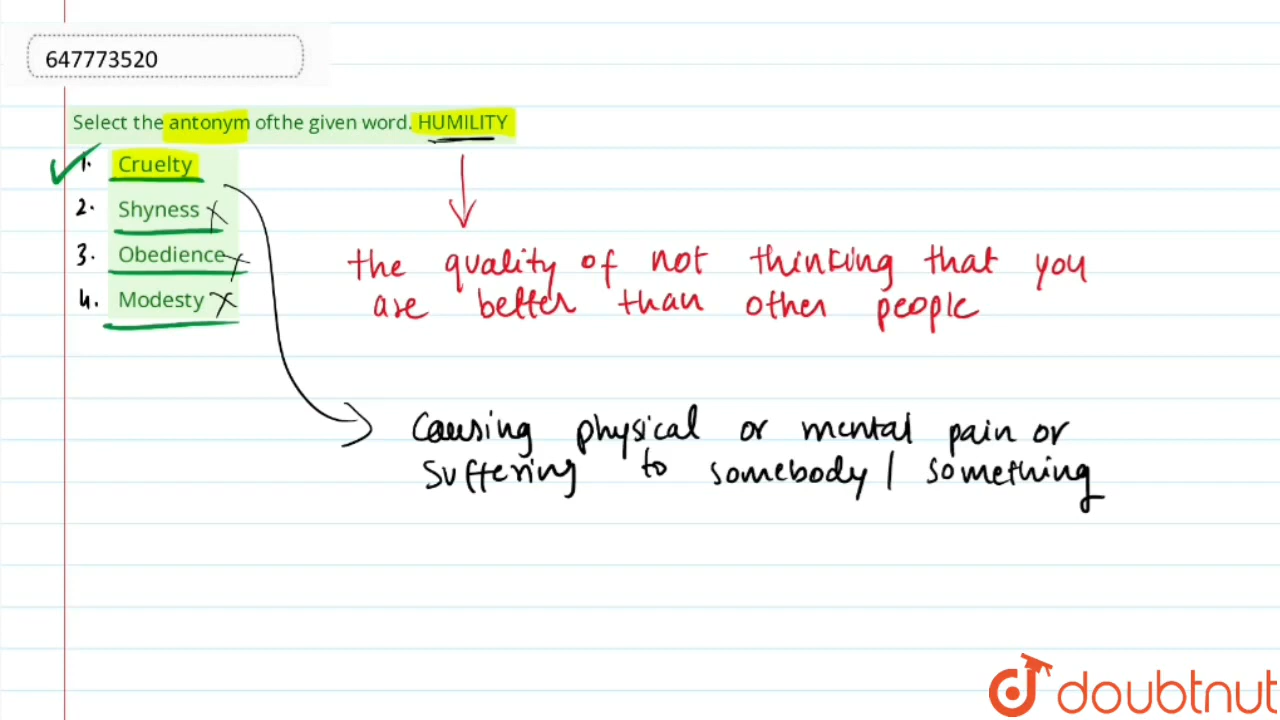 647773520
Select the antonym ofthe given word. HUMILITY
1. Cruelty
2. Shyness
3. Obedience
4. Modesty
the quality of not thinking that you
are better than other people
Causing physical or mental pain or
suffering to somebody / something
doubtnut